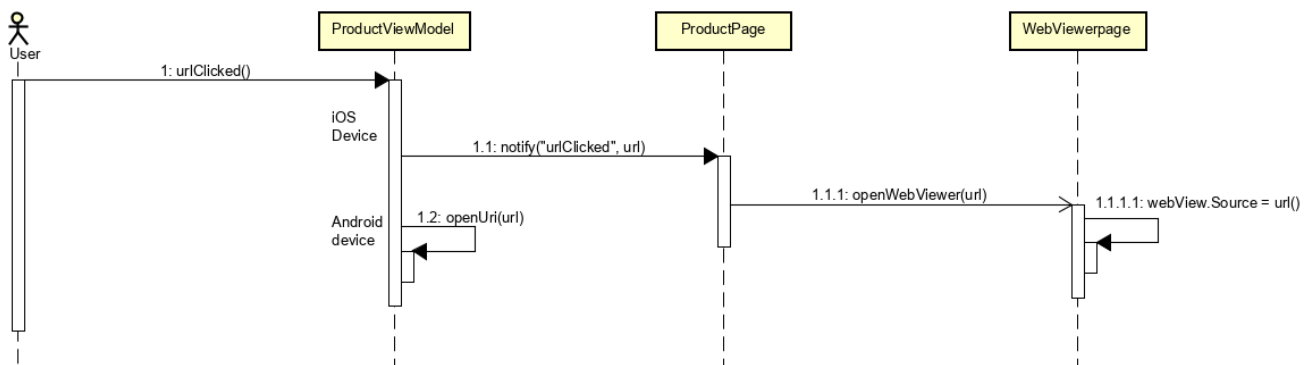 User
ProductViewModel
ProductPage
WebViewerpage
1: urlClicked()
iOS
Device
1.1: notify("urlClicked", url)
1.1.1: openWebViewer(url)
1.1.1.1: webView.Source = url()
Android
device
1.2: openUri(url)